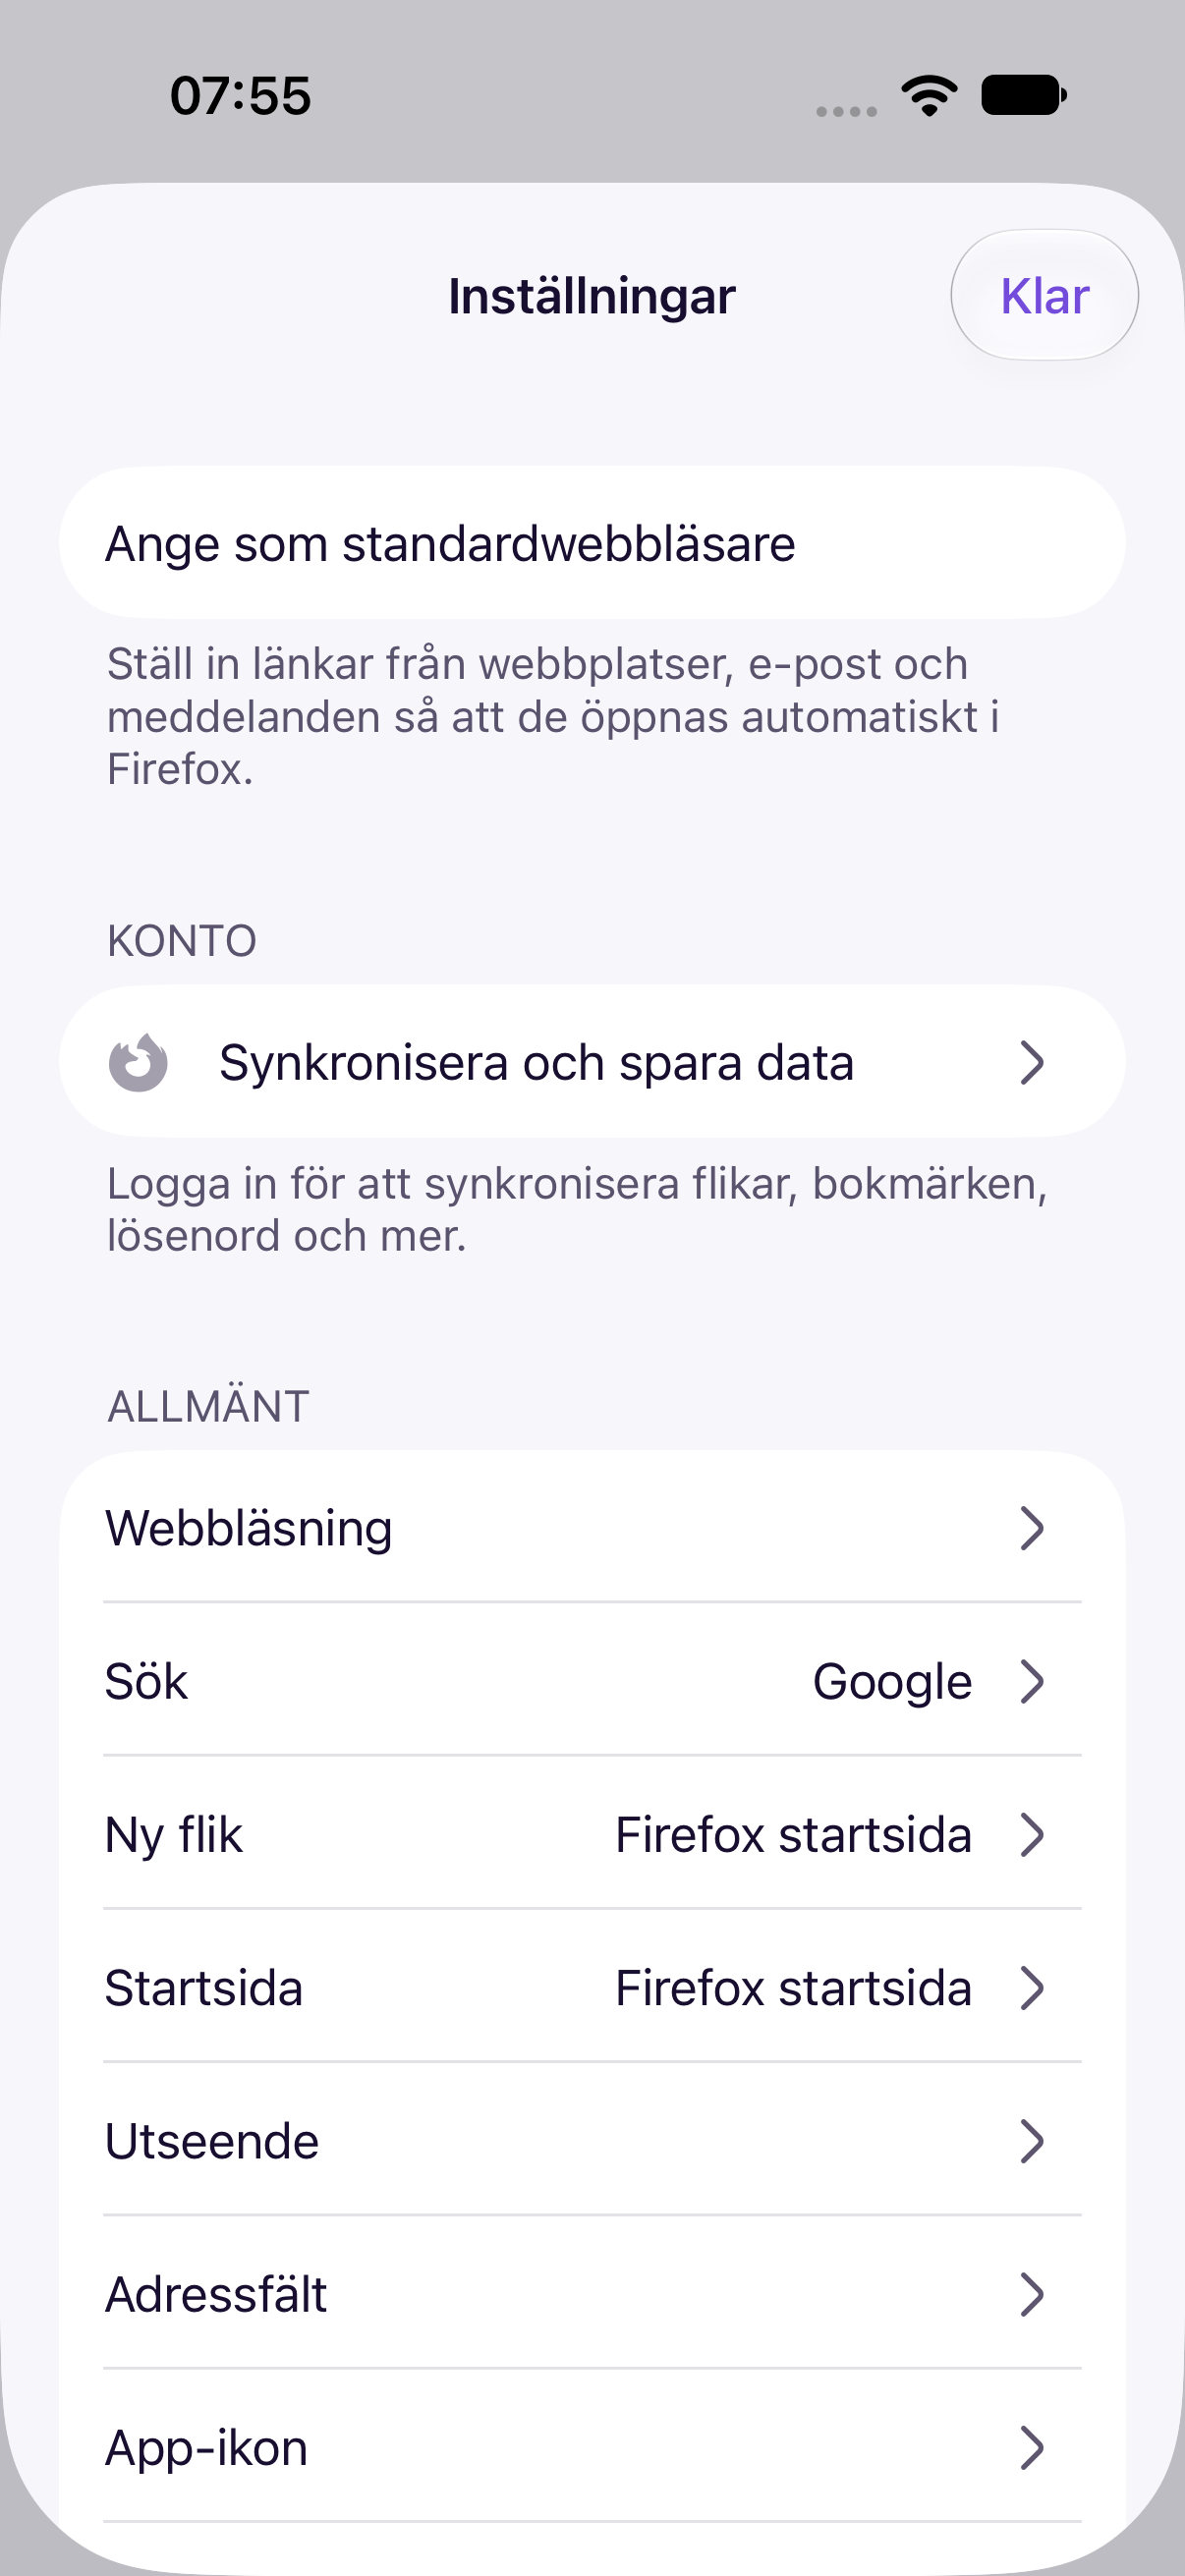 07:55
Inställningar
Klar
Ange som standardwebbläsare
Ställ in länkar från webbplatser, e-post och
meddelanden så att de öppnas automatiskt i
Firefox.
KONTO
Synkronisera och spara data
Logga in för att synkronisera flikar, bokmärken,
lösenord och mer.
ALLMÄNT
Webbläsning
Sök Google
Ny flik Firefox startsida
Startsida Firefox startsida
Utseende
Adressfält
App-ikon